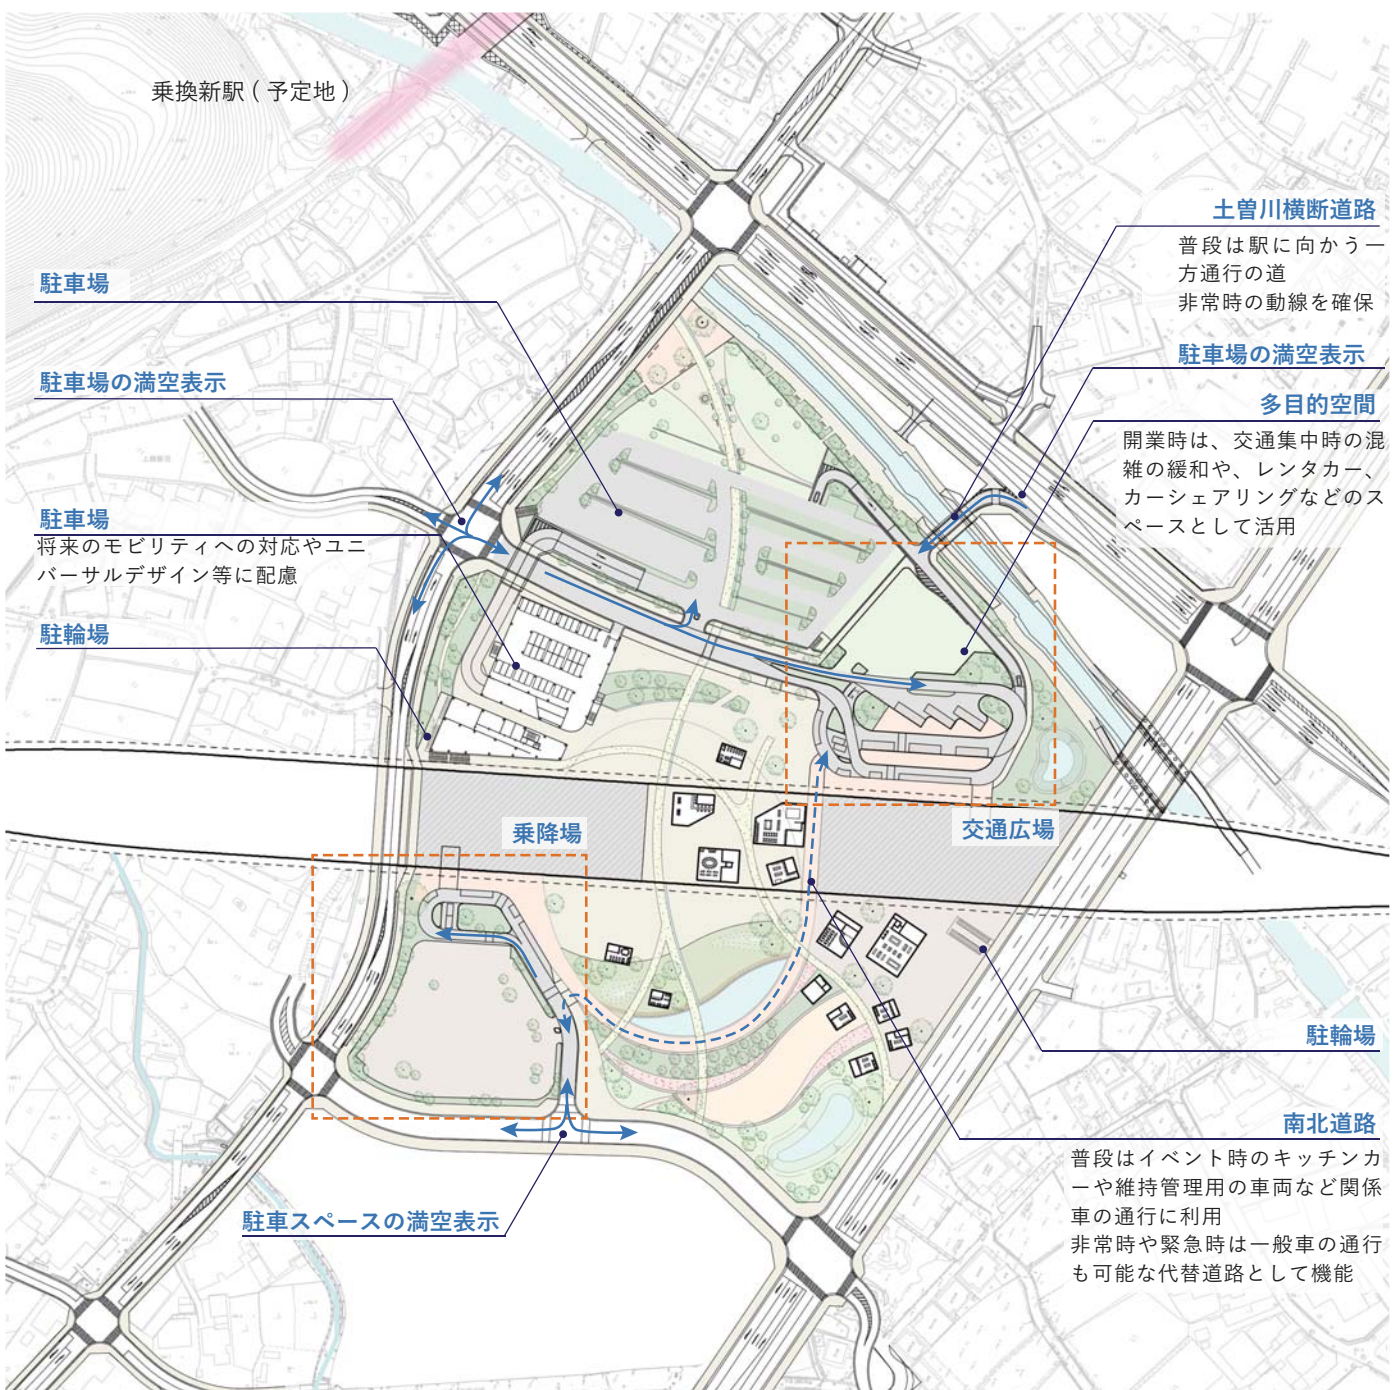 乗換新駅 ( 予定地 )
駐車場
駐車場の満空表示
駐車場
将来のモビリティへの対応やユニ
バーサルデザイン等に配慮
駐輪場
土曽川横断道路
普段は駅に向かう一
方通行の道
非常時の動線を確保
駐車場の満空表示
多目的空間
開業時は、交通集中時の混
雑の緩和や、レンタカー、
カーシェアリングなどのス
ペースとして活用
乗降場
交通広場
駐輪場
南北道路
普段はイベント時のキッチンカ
ーや維持管理用の車両など関係
車の通行に利用
非常時や緊急時は一般車の通行
も可能な代替道路として機能
駐車スペースの満空表示